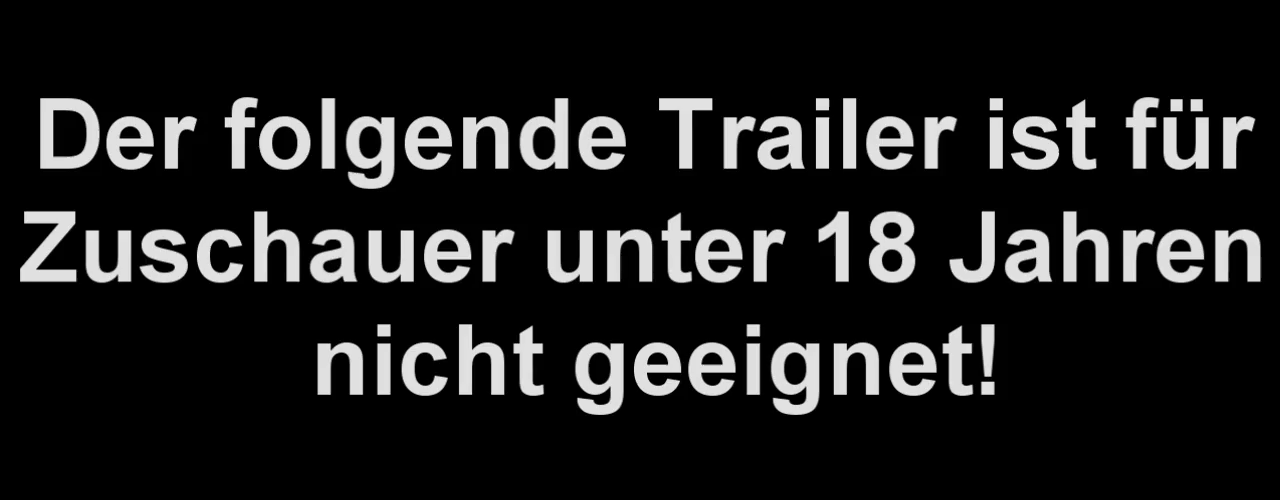 Der folgende Trailer ist für
Zuschauer unter 18 Jahren
nicht geeignet!